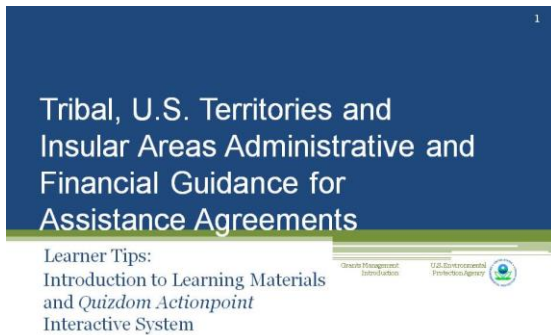 1
Tribal, U.S. Territories and
Insular Areas Administrative and
Financial Guidance for
Assistance Agreements
Learner Tips:
Introduction to Learning Materials
and Quizdom Actionpoint
Interactive System
Grants Management
Introduction
U.S. Environmental
Protection Agency